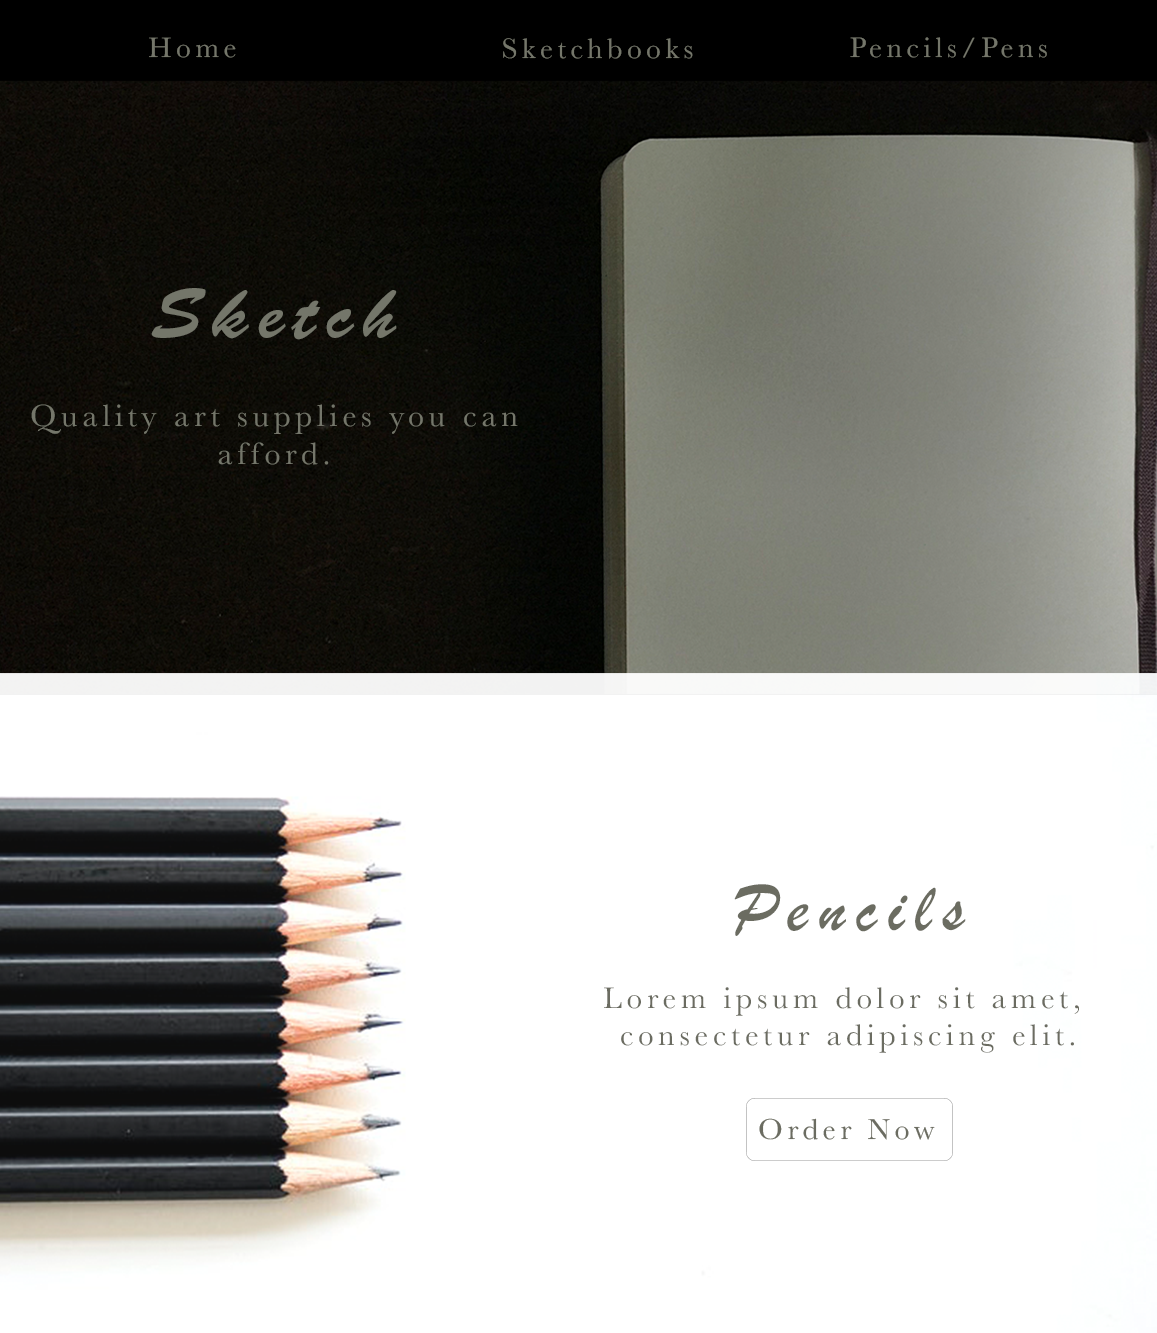 Home
Sketchbooks
Pencils/Pens
Sketch
Quality art supplies you can
afford.
Pencils
Lorem ipsum dolor sit amet,
consectetur adipiscing elit.
Order Now